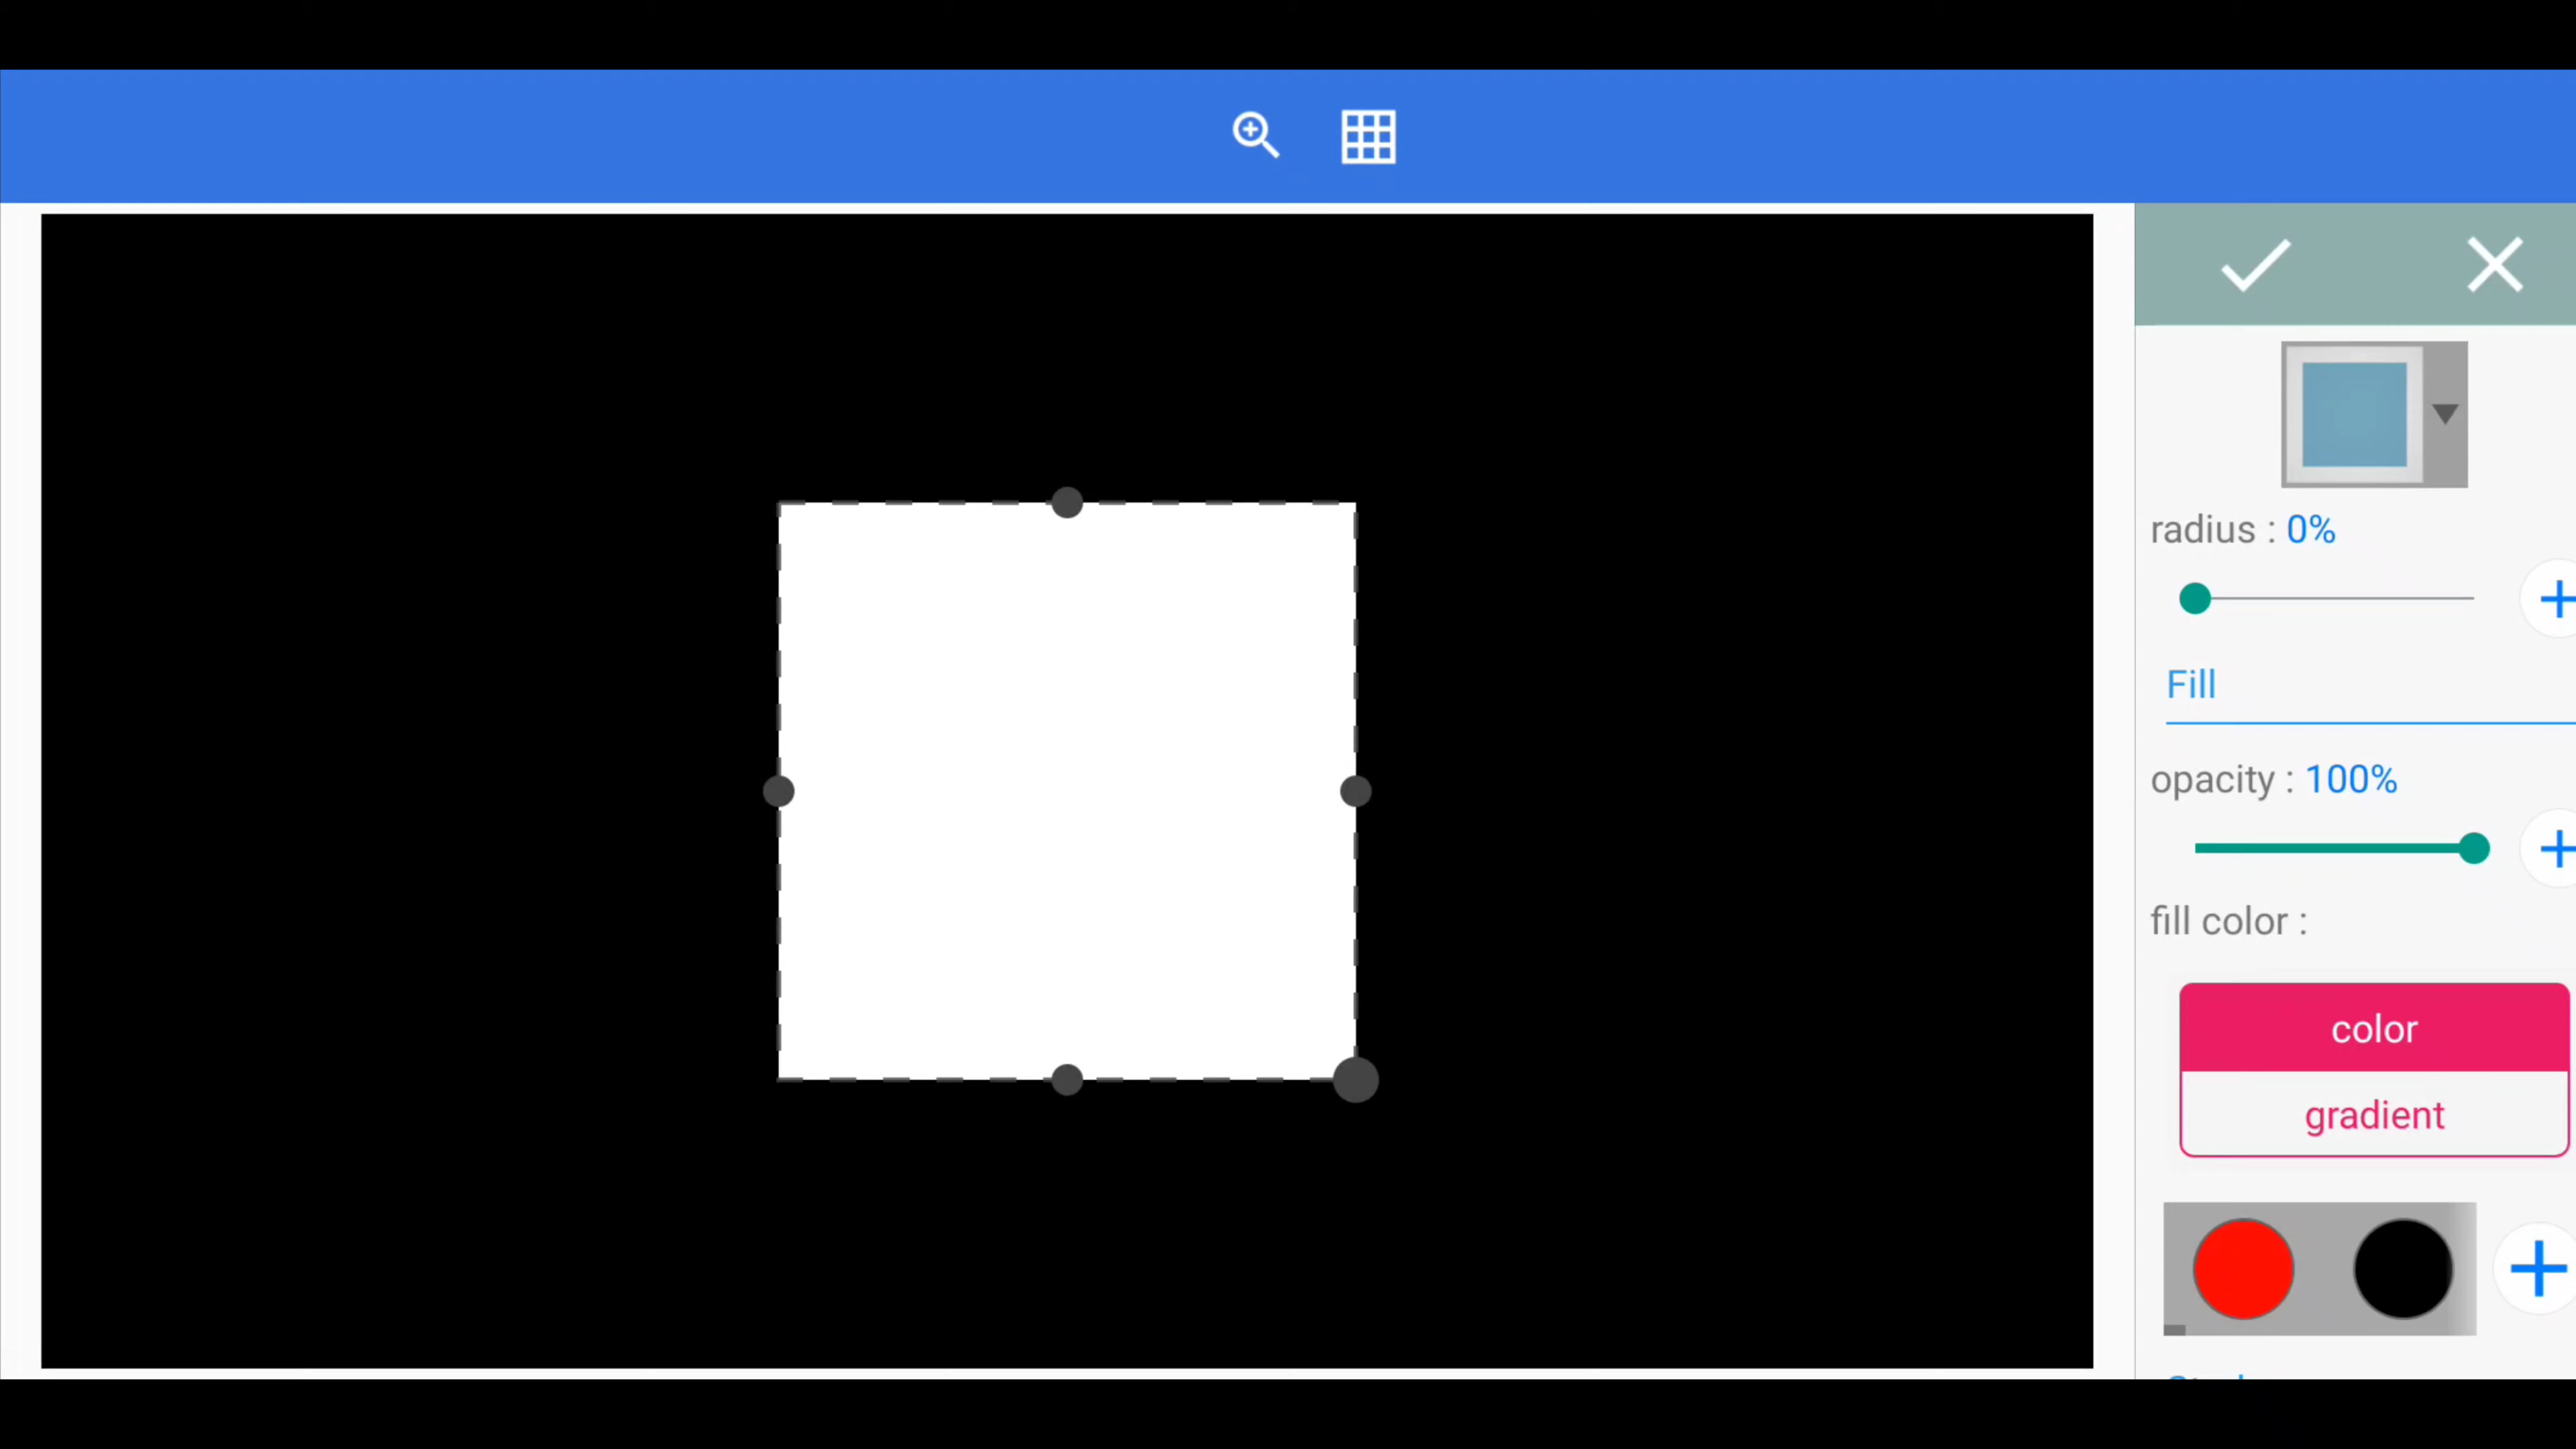 radius : 0%
Fill
opacity : 100%
fill color :
color
gradient